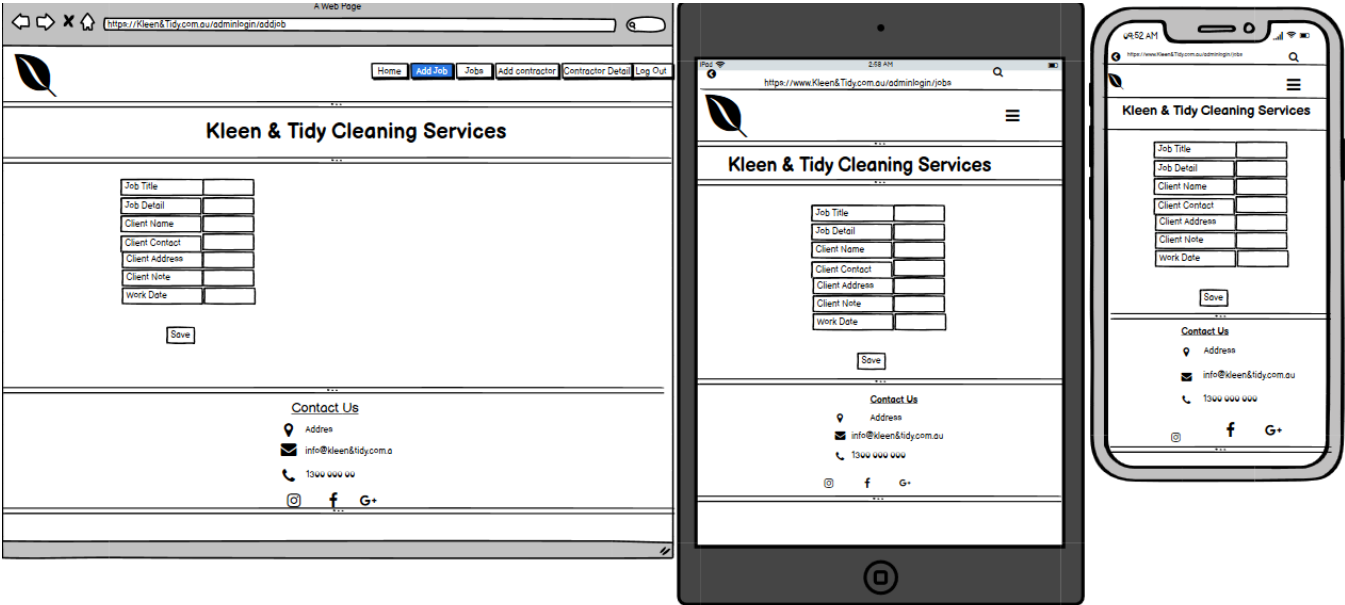 A Web Page
https://Kleen&Tidy.com.au/adminlogin/addjob
Home Add Job Jobs Add contractor Contractor Detail Log Out
Kleen & Tidy Cleaning Services
Job Title
Job Detail
Client Name
Client Contact
Client Address
Client Note
Work Date
Save
Contact Us
Addres
info@kleen&tidy.com.a
1300 000 00
G+
iPad
2:58 AM
https://www.Kleen&Tidy.com.au/adminlogin/jobs
Kleen & Tidy Cleaning Services
Job Title
Job Detail
Client Name
Client Contact
Client Address
Client Note
Work Date
Save
Contact Us
Address
info@kleen&tidy.com.au
1300 000 000
G+
09:52 AM
https://www.Kleen&Tidy.com.au/adminlogin/jobs
Kleen & Tidy Cleaning Services
Job Title
Job Detail
Client Name
Client Contact
Client Address
Client Note
Work Date
Save
Contact Us
Address
info@kleen&tidy.com.au
1300 000 000
G+